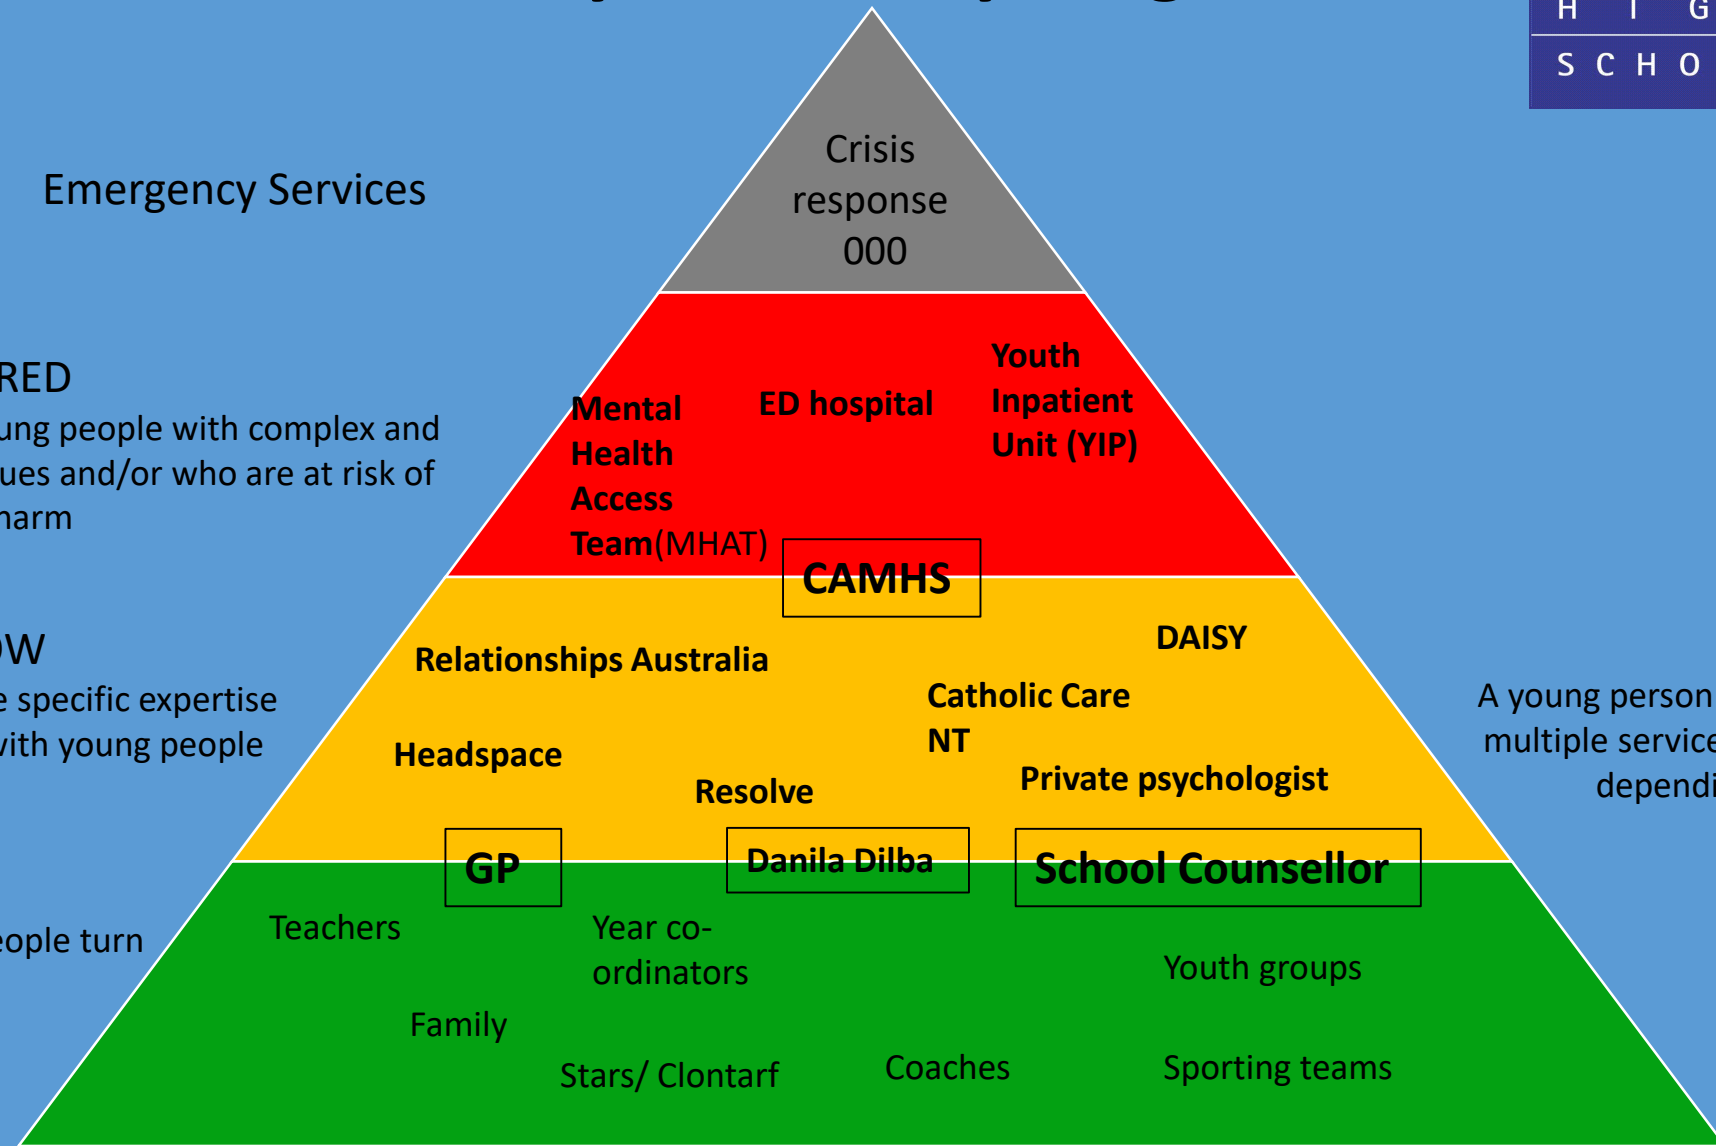 H I G
SCHO
Crisis
response
000
Emergency Services
RED
ung people with complex and
ues and/or who are at risk of
harm
Mental
Health
Access
Team(MHAT)
ED hospital
Youth
Inpatient
Unit (YIP)
CAMHS
OW
e specific expertise
with young people
Relationships Australia
DAISY
Catholic Care
NT
Headspace
Resolve
Private psychologist
A young person
multiple service
dependi
GP
Danila Dilba
School Counsellor
eople turn
Teachers
Year co-
ordinators
Youth groups
Family
Stars/ Clontarf
Coaches
Sporting teams